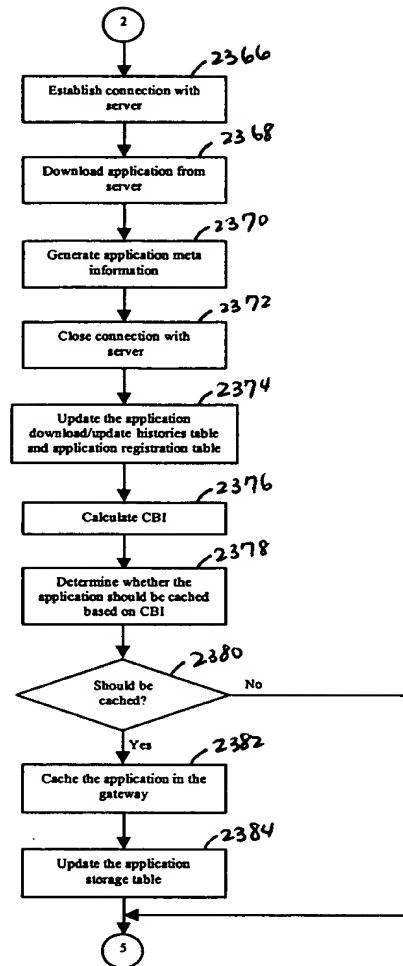 2
2366
Establish connection with
server
2368
Download application from
server
2370
Generate application meta
information
2372
Close connection with
server
2374
Update the application
download/update histories table
and application registration table
2376
Calculate CBI
2378
Determine whether the
application should be cached
based on CBI
2380
Should be
cached?
No
Yes
2382
Cache the application in the
gateway
2384
Update the application
storage table
5